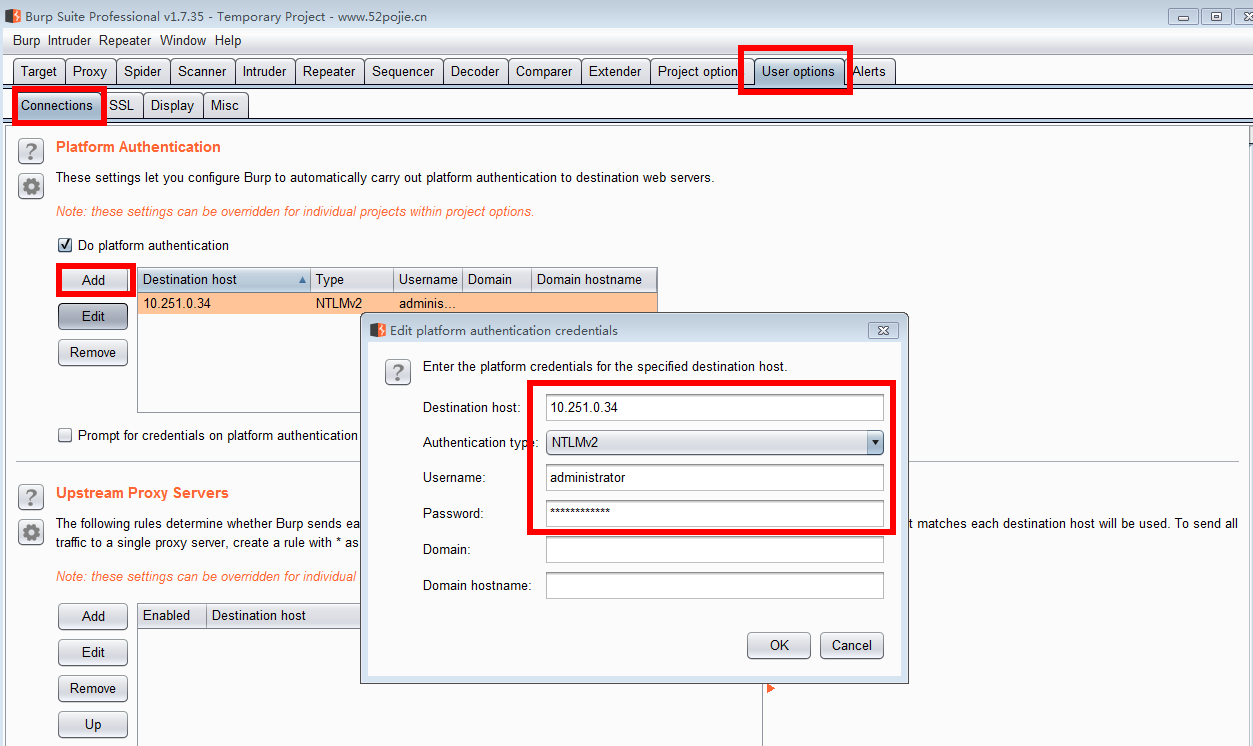 Burp Suite Professional v1.7.35 - Temporary Project - www.52pojie.cn
Burp Intruder Repeater Window Help
Target Proxy Spider Scanner Intruder Repeater Sequencer Decoder Comparer Extender Project option User options Alerts
Connections SSL Display Misc
? Platform Authentication
These settings let you configure Burp to automatically carry out platform authentication to destination web servers.
Note: these settings can be overridden for individual projects within project options.
Do platform authentication
Add Destination host Type Username Domain Domain hostname
10.251.0.34 NTLMv2 adminis...
Edit
Remove
Prompt for credentials on platform authentication
Edit platform authentication credentials
? Enter the platform credentials for the specified destination host.
Destination host: 10.251.0.34
Authentication type: NTLMv2
Username: administrator
Password: ************
Domain:
Domain hostname:
OK Cancel
? Upstream Proxy Servers
The following rules determine whether Burp sends ea t matches each destination host will be used. To send all
traffic to a single proxy server, create a rule with * as
Note: these settings can be overridden for individual
Add Enabled Destination host
Edit
Remove
Up